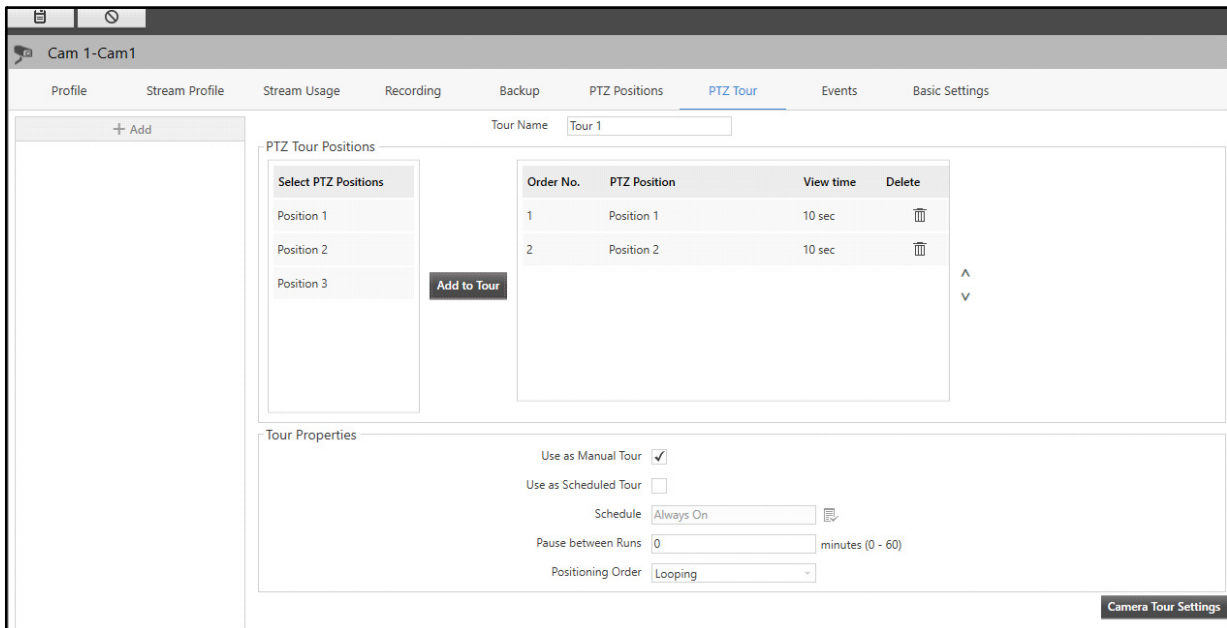 Cam 1-Cam1
Profile Stream Profile Stream Usage Recording Backup PTZ Positions PTZ Tour Events Basic Settings
+ Add
Tour Name Tour 1
PTZ Tour Positions
Select PTZ Positions Order No. PTZ Position View time Delete
Position 1 1 Position 1 10 sec
Position 2 2 Position 2 10 sec
Position 3
Add to Tour
Tour Properties
Use as Manual Tour
Use as Scheduled Tour
Schedule Always On
Pause between Runs 0 minutes (0 - 60)
Positioning Order Looping
Camera Tour Settings